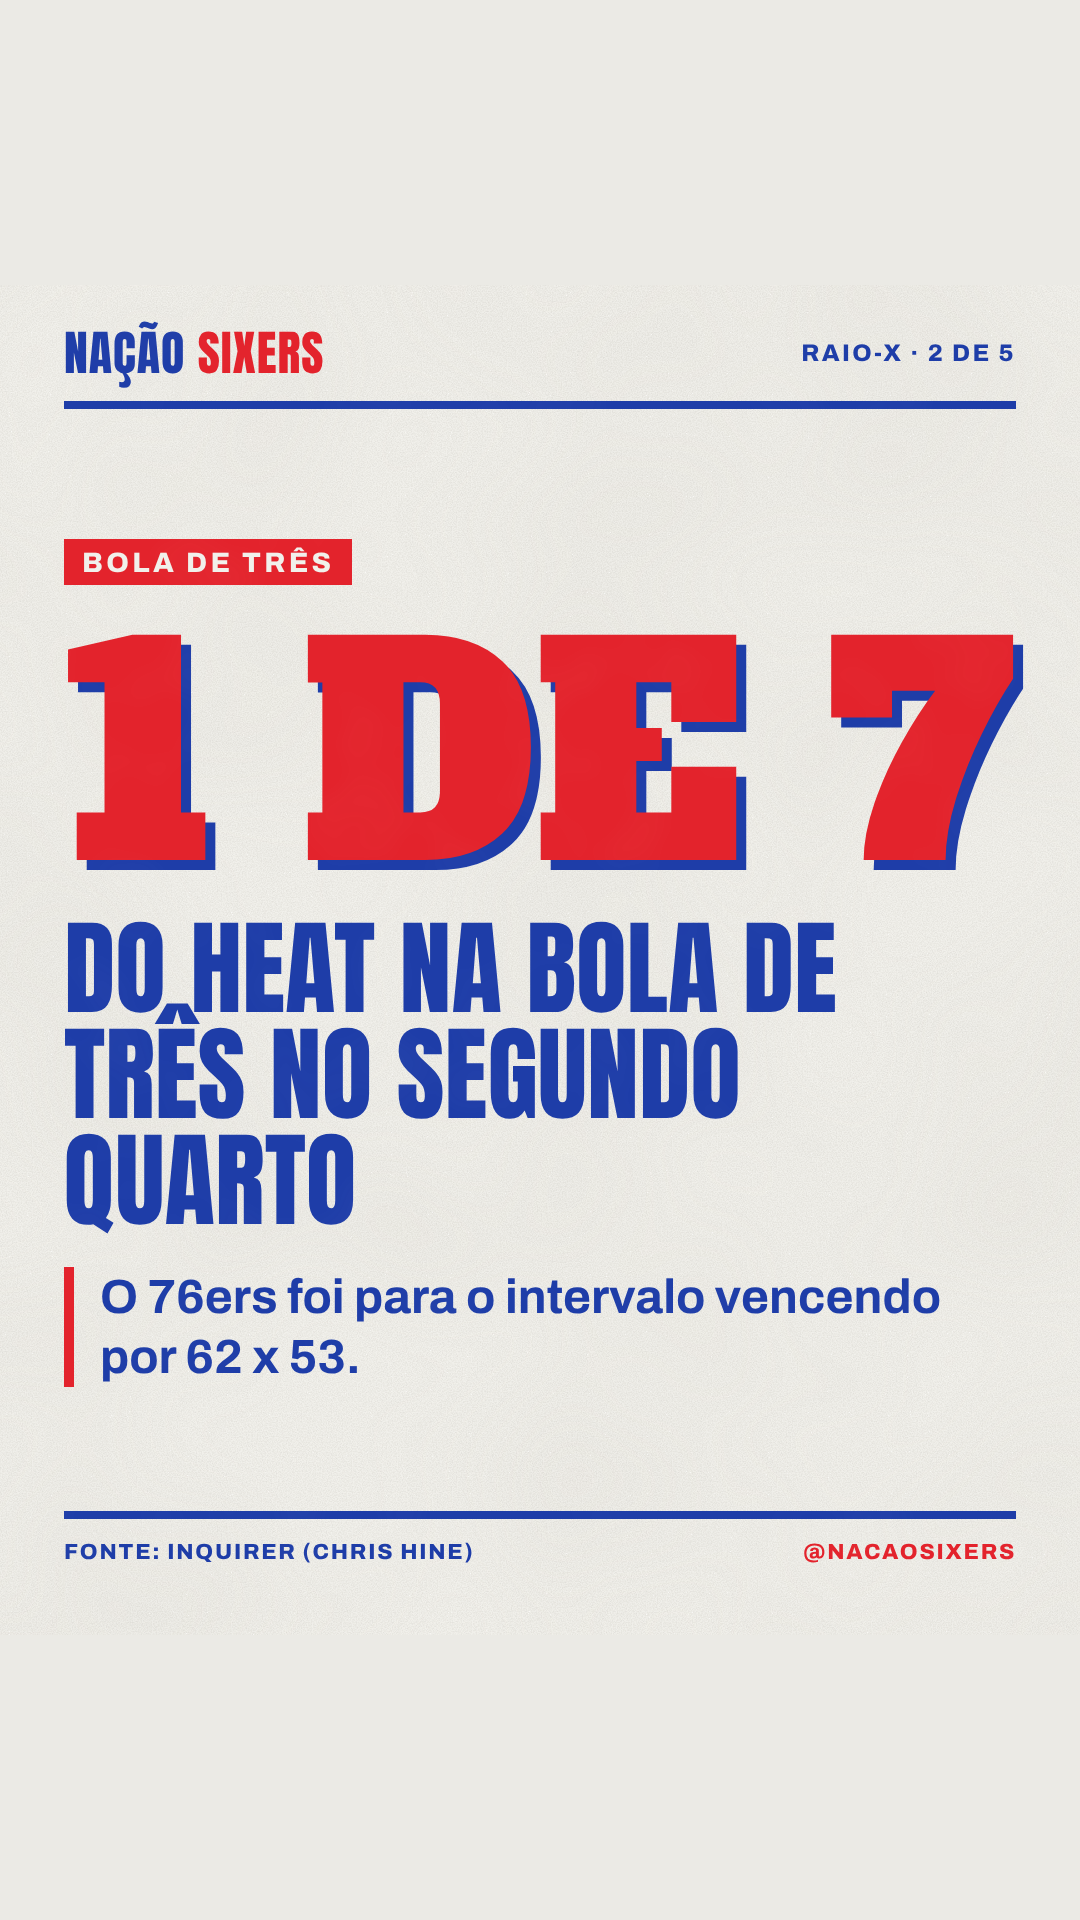 NAÇÃO SIXERS
RAIO-X · 2 DE 5
BOLA DE TRÊS
1 DE 7
DO HEAT NA BOLA DE
TRÊS NO SEGUNDO
QUARTO
O 76ers foi para o intervalo vencendo
por 62 x 53.
FONTE: INQUIRER (CHRIS HINE)
@NACAOSIXERS